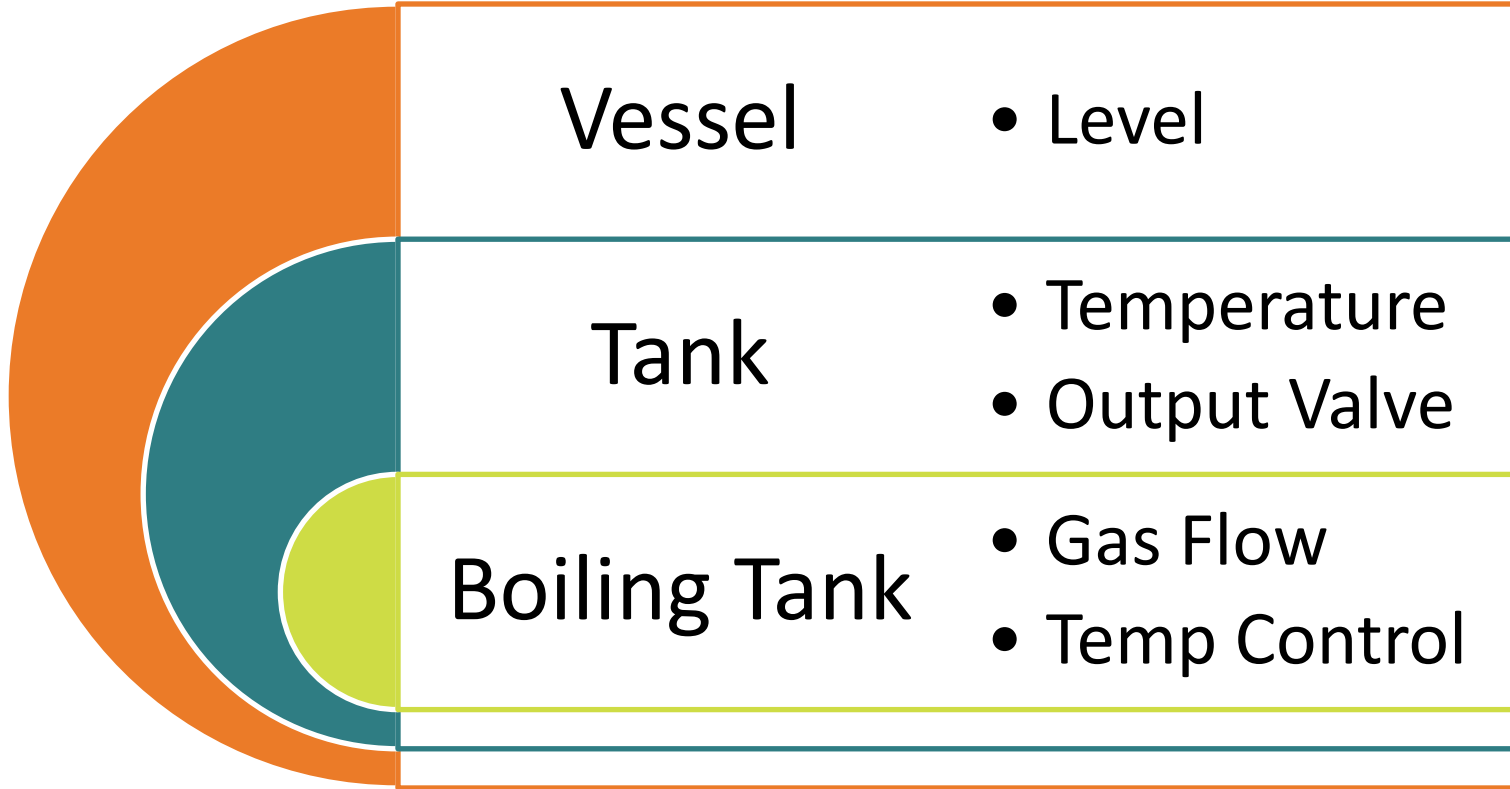 Vessel
• Level
Tank
• Temperature
• Output Valve
Boiling Tank
• Gas Flow
• Temp Control